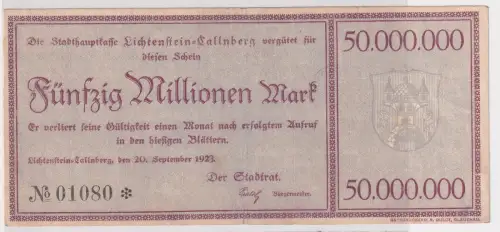 Die Stadthauptkasse Lichtenstein-Callnberg vergütet für
diesen Schein
Fünfzig Millionen Mark
Er verliert seine Gültigkeit einen Monat nach erfolgtem Aufruf
in den hiesigen Blättern.
Lichtenstein-Callnberg, den 20. September 1923.
Der Stadtrat.
Bürgermeister.
№ 01080 *
50.000.000
50.000.000